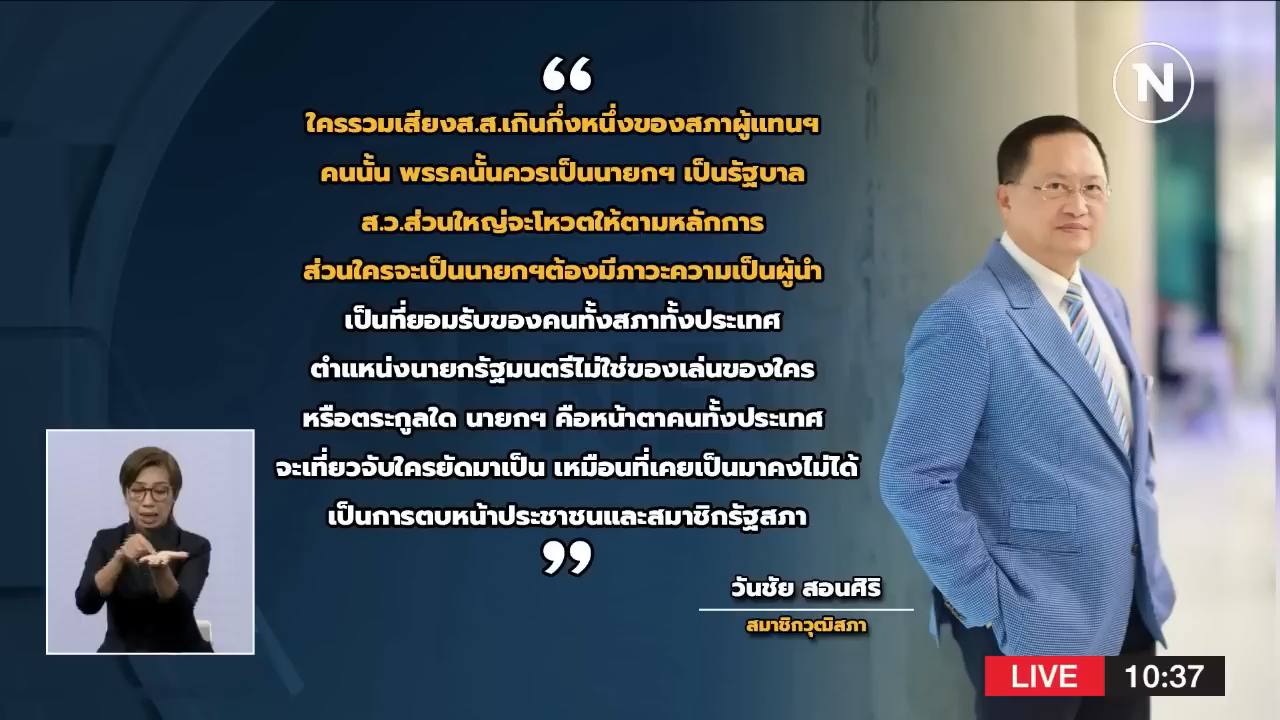 N
“
ใครรวมเสียงส.ส.เกินกึ่งหนึ่งของสภาผู้แทนฯ
คนนั้น พรรคนั้นควรเป็นนายกฯ เป็นรัฐบาล
ส.ว.ส่วนใหญ่จะโหวตให้ตามหลักการ
ส่วนใครจะเป็นนายกฯต้องมีภาวะความเป็นผู้นำ
เป็นที่ยอมรับของคนทั้งสภาทั้งประเทศ
ตำแหน่งนายกรัฐมนตรีไม่ใช่ของเล่นของใคร
หรือตระกูลใด นายกฯ คือหน้าตาคนทั้งประเทศ
จะเที่ยวจับใครยัดมาเป็น เหมือนที่เคยเป็นมาคงไม่ได้
เป็นการตบหน้าประชาชนและสมาชิกรัฐสภา
”
วันชัย สอนศิริ
สมาชิกวุฒิสภา
LIVE 10:37